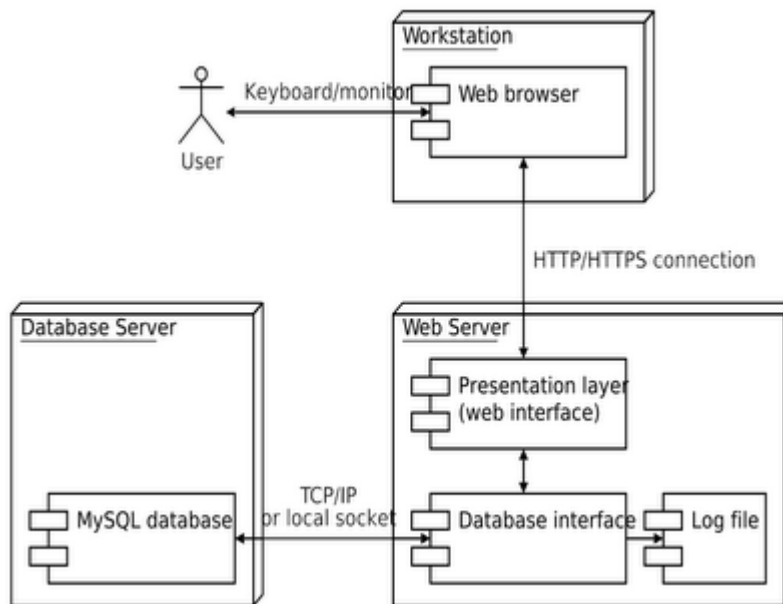 Workstation
Keyboard/monitor
Web browser
User
HTTP/HTTPS connection
Database Server
Web Server
Presentation layer
(web interface)
TCP/IP
or local socket
MySQL database
Database interface
Log file